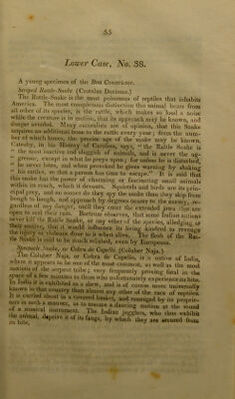 55
Lower Case, No. 38.
A young specimen of the Boa Constrictor.
Striped Rattle-Snake (Crotalus Durissus.)
The Rattle-Snake is the most poisonous of reptiles that inhabits
America. The most conspicuous distinction this animal bears from
all other of its species, is the rattle, which makes so loud a noise
while the creature is in motion, that its approach may be known, and
danger avoided. Many naturalists are of opinion, that this Snake
acquires an additional bone to the rattle every year; from the num-
ber of which bones, the precise age of the snake may be known.
Catesby, in his History of Carolina, says, "the Rattle Snake is
" the most inactive and sluggish of animals, and is never the ag-
" gressor, except in what he preys upon; for unless he is disturbed,
" he never bites, and when provoked he gives warning by shaking
" his rattles, so that a person has time to escape." It is said that
this snake has the power of charming or fascinating small animals
within its reach, which it devours. Squirrels and birds are its prin-
cipal prey, and no sooner do they spy the snake than they skip from
bough to bough, and approach by degrees nearer to the enemy, re-
gardless of any danger, until they enter the extended jaws that are
open to seize their prey. Bartram observes, that some Indian nations
never kill the Rattle Snake, or any other of the species, alledging, as
their motive, that it would influence its living kindred to revenge
the injury or violence done to it when alive. The flesh of the Rat-
tle Snake is said to be much relished, even by Europeans.
Spectacle Snake, or Cobra de Capello. (Coluber Naja.)
The Coluber Naja, or Cobra de Capello, is a native of India,
where it appears to be one of the most common, as well as the most
noxious of the serpent tribe; very frequently proving fatal in the
space of a few minutes to those who unfortunately experience its bite.
In India it is exhibited as a shew, and is of course more universally
known in that country than almost any other of the race of reptiles.
It is carried about in a covered basket, and managed by its proprie-
tors in such a manner, as to assume a dancing motion at the sound
of a musical instrument. The Indian jugglers, who thus exhibit
the animal, deprive it of its fangs, by which they are secured from
its bite.